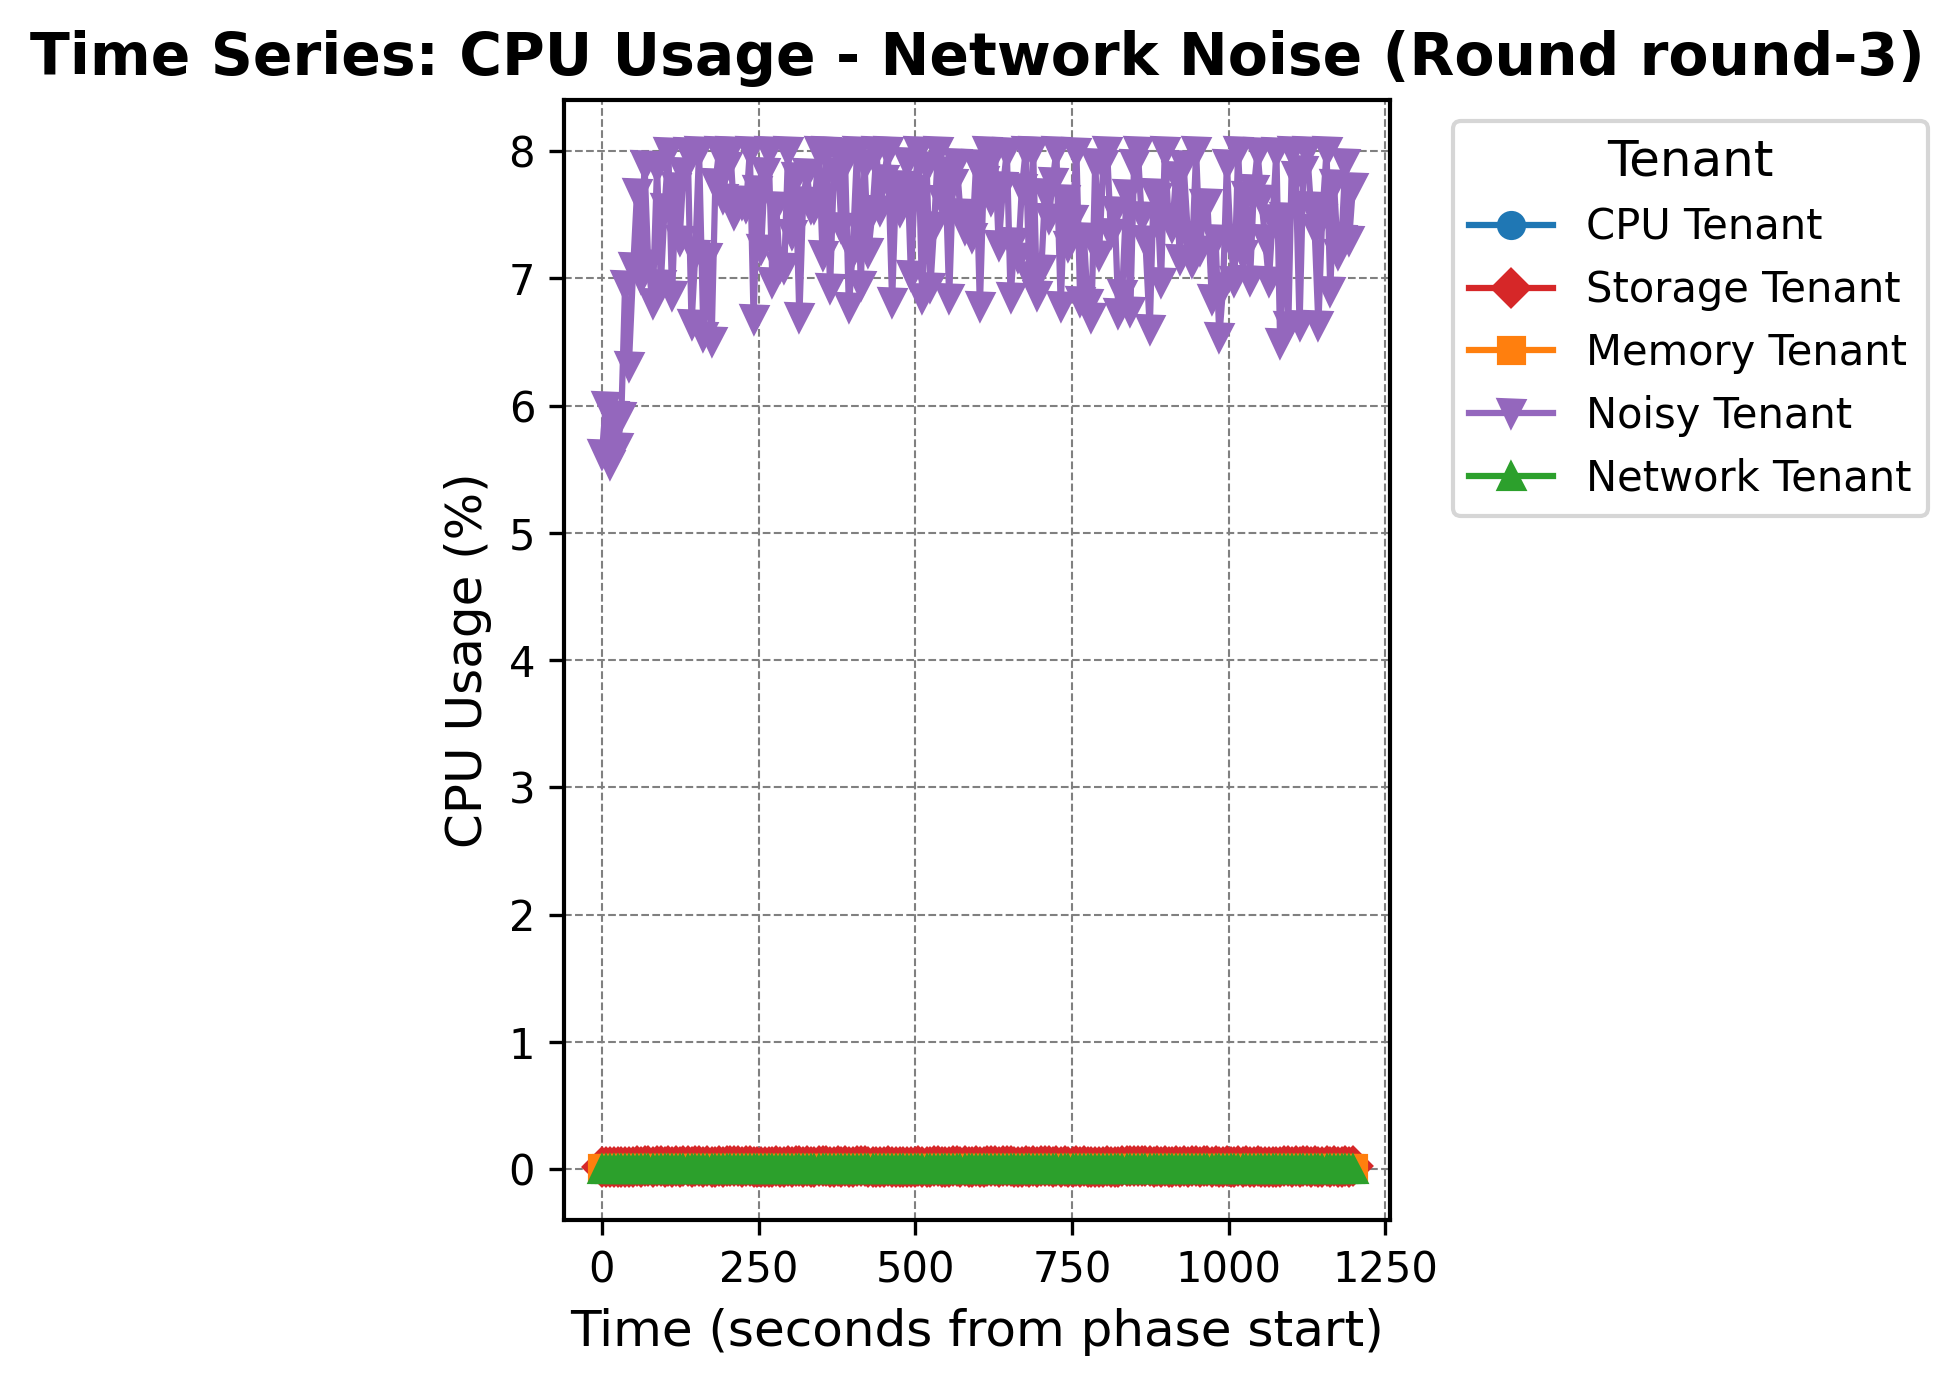 Time Series: CPU Usage - Network Noise (Round round-3)
CPU Usage (%)
8
7
6
5
4
3
2
1
0
0 250 500 750 1000 1250
Time (seconds from phase start)
Tenant
CPU Tenant
Storage Tenant
Memory Tenant
Noisy Tenant
Network Tenant